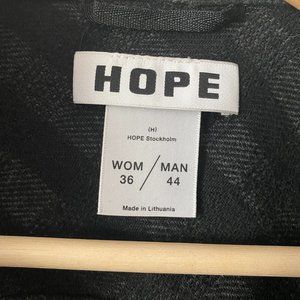 HOPE
(H)
HOPE Stockholm
WOM / MAN
36 / 44
Made in Lithuania